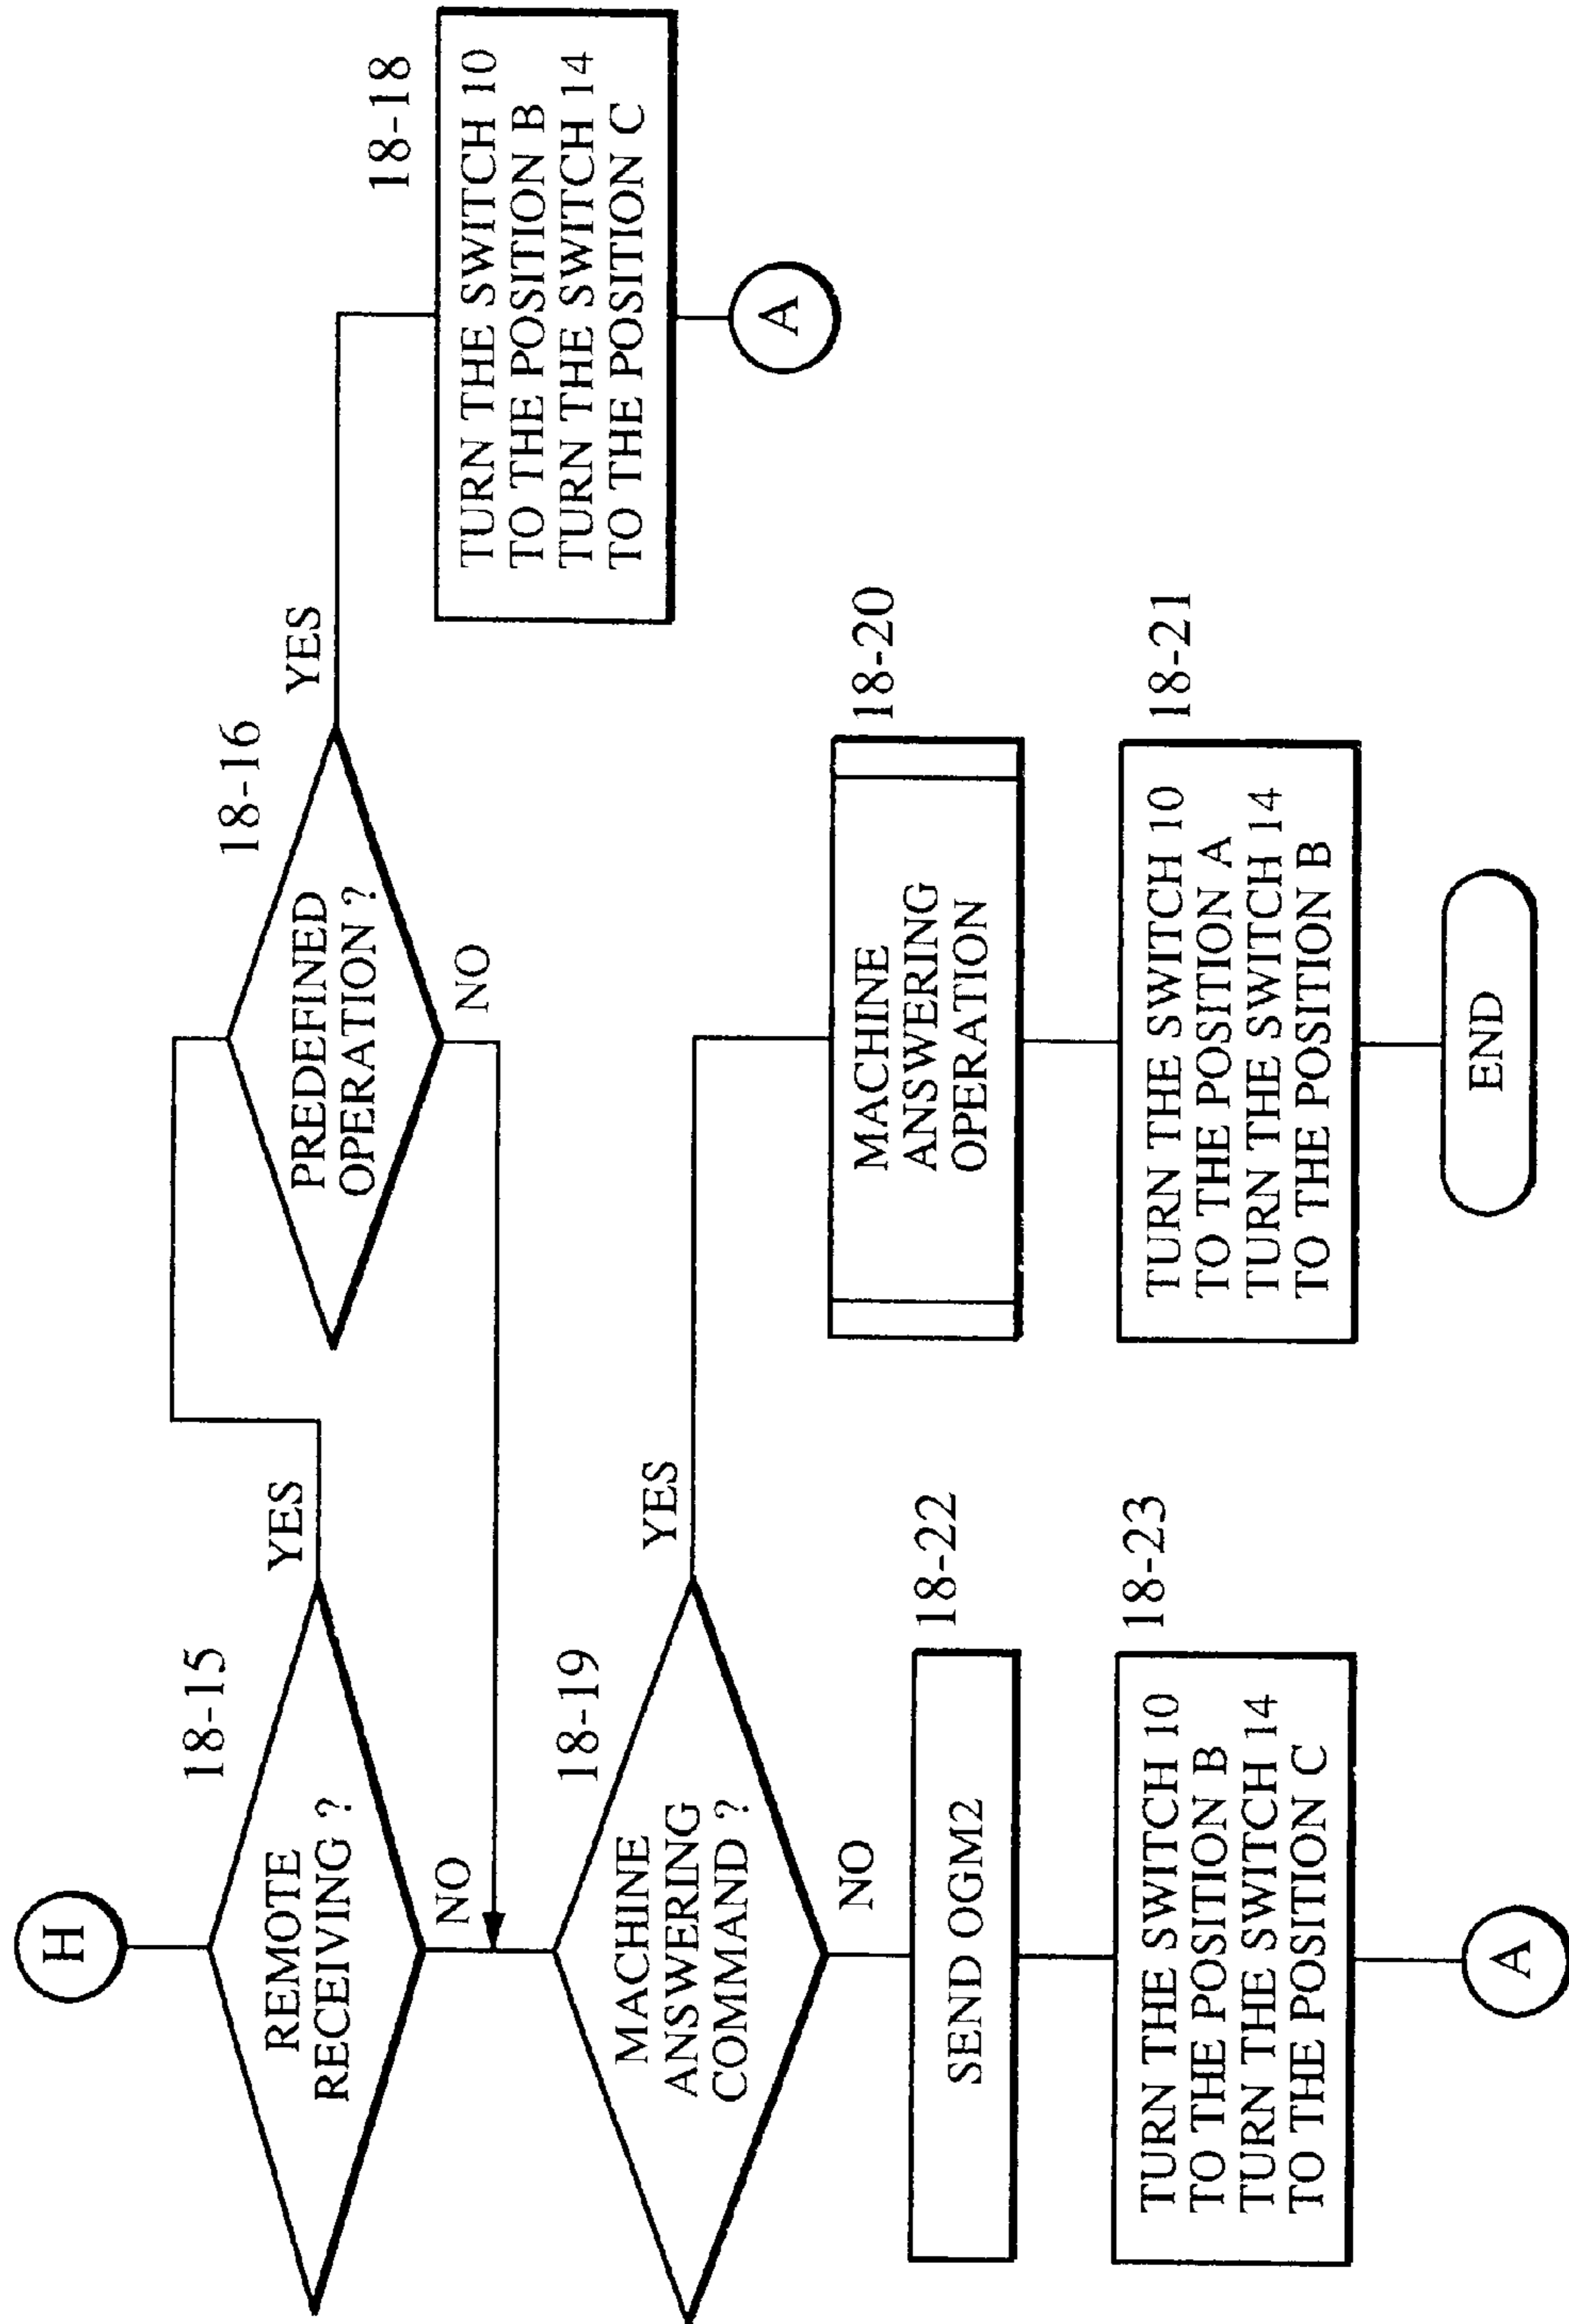 H
18-15
REMOTE
RECEIVING ?
YES
NO
18-16
PREDEFINED
OPERATION ?
YES
NO
18-18
TURN THE SWITCH 10
TO THE POSITION B
TURN THE SWITCH 14
TO THE POSITION C
A
18-19
MACHINE
ANSWERING
COMMAND ?
YES
NO
18-20
MACHINE
ANSWERING
OPERATION
18-21
TURN THE SWITCH 10
TO THE POSITION A
TURN THE SWITCH 14
TO THE POSITION B
END
18-22
SEND OGM2
18-23
TURN THE SWITCH 10
TO THE POSITION B
TURN THE SWITCH 14
TO THE POSITION C
A